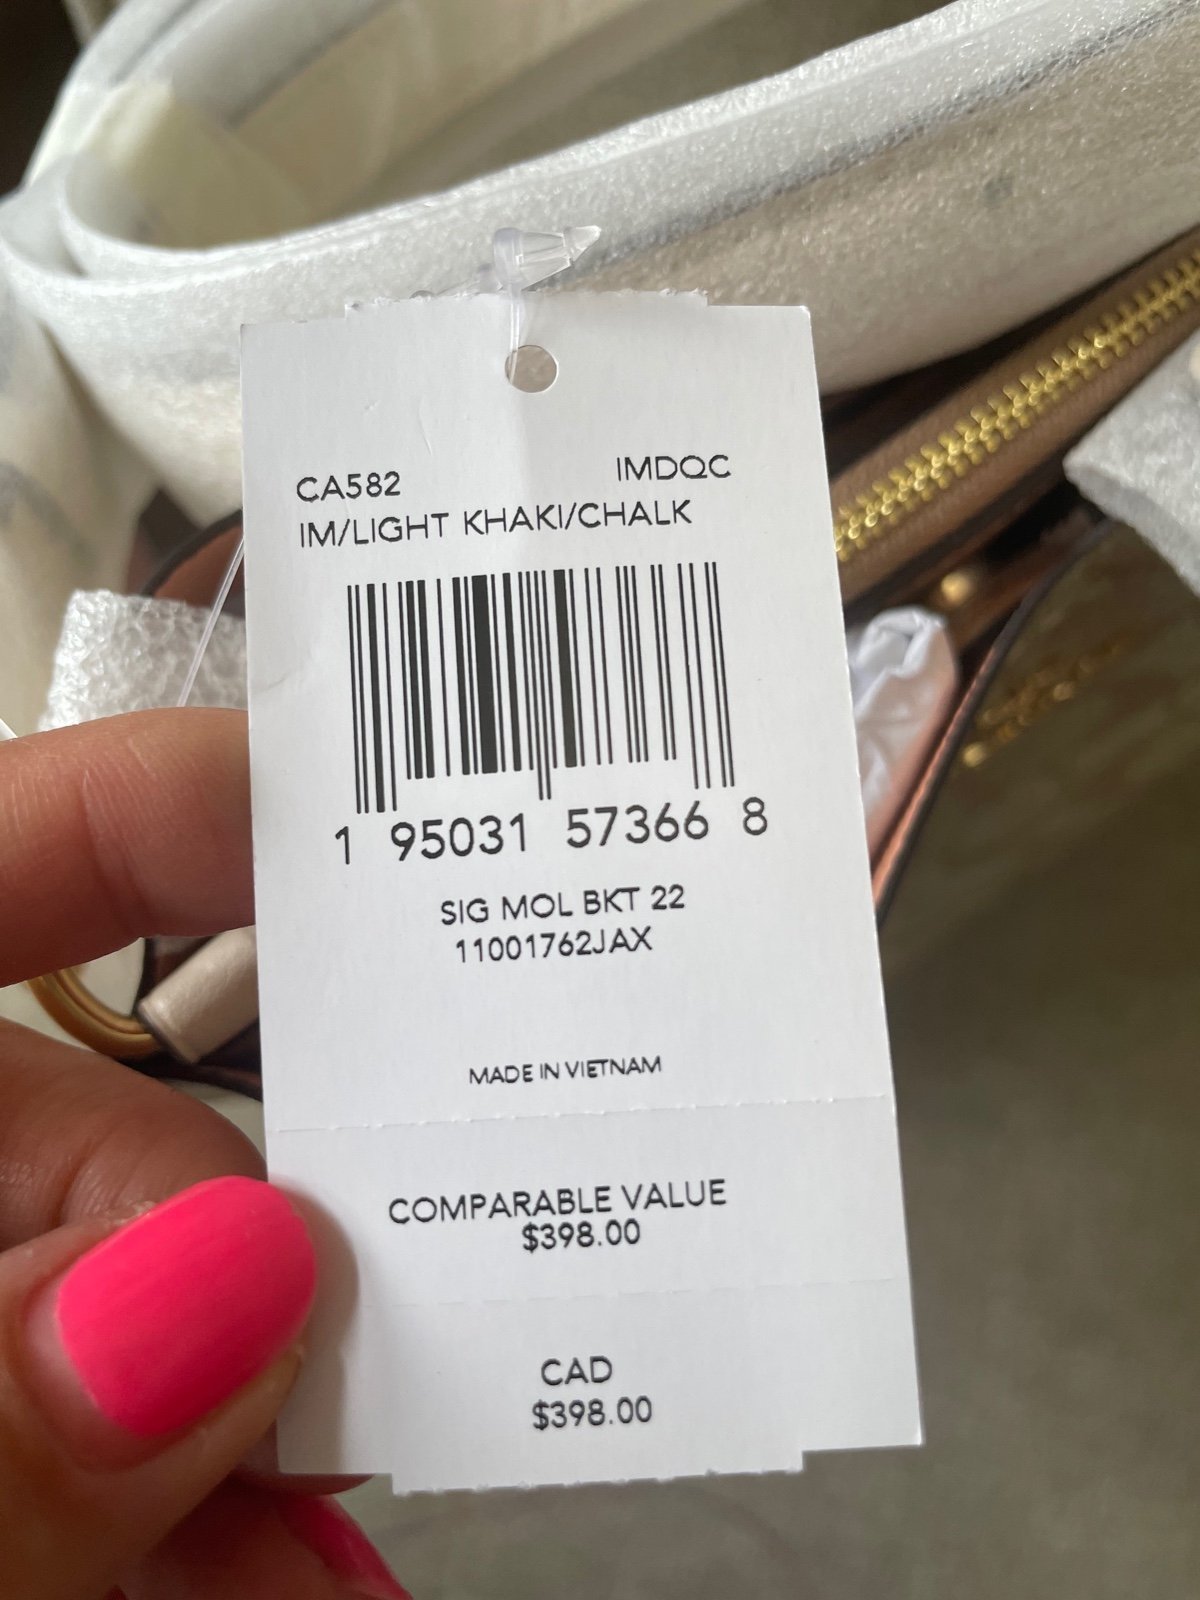 CA582 IMDQC
IM/LIGHT KHAKI/CHALK
1 95031 57366 8
SIG MOL BKT 22
11001762JAX
MADE IN VIETNAM
COMPARABLE VALUE
$398.00
CAD
$398.00